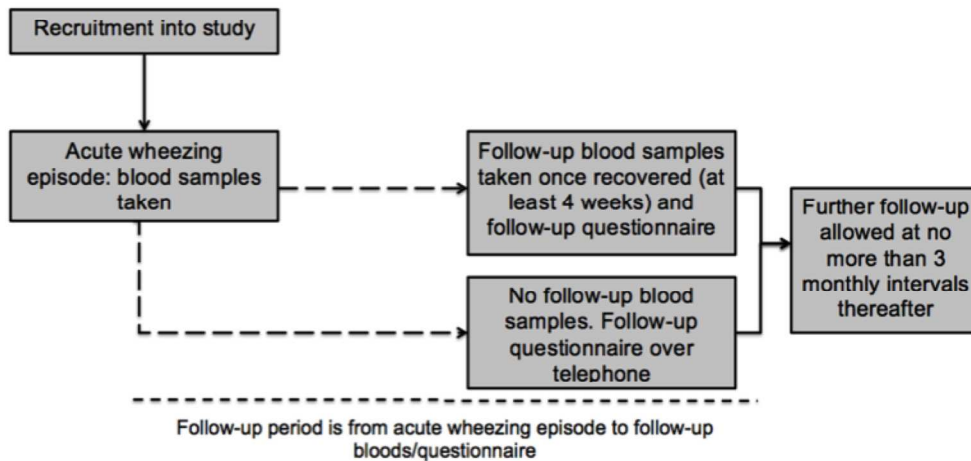 Recruitment into study
Acute wheezing
episode: blood samples
taken
Follow-up blood samples
taken once recovered (at
least 4 weeks) and
follow-up questionnaire
No follow-up blood
samples. Follow-up
questionnaire over
telephone
Further follow-up
allowed at no
more than 3
monthly intervals
thereafter
Follow-up period is from acute wheezing episode to follow-up
bloods/questionnaire